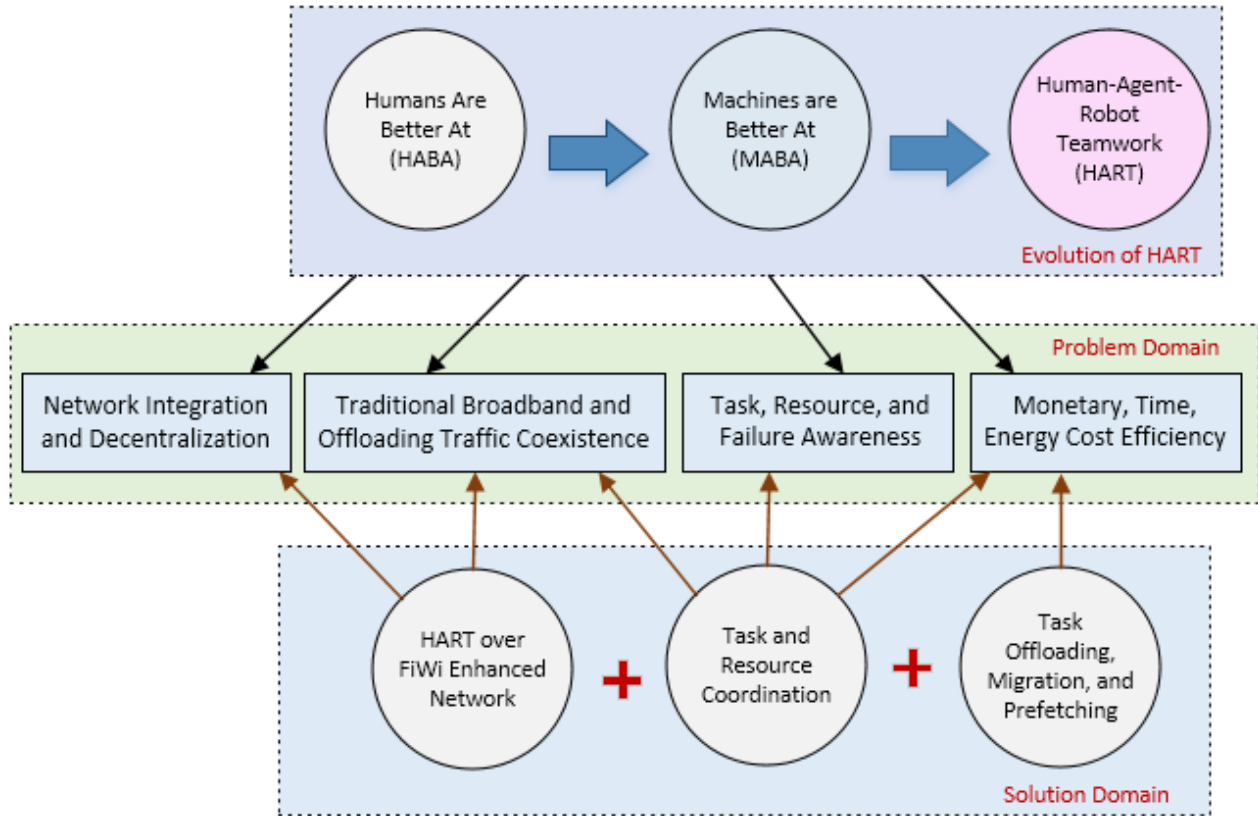 Humans Are
Better At
(HABA)
Machines are
Better At
(MABA)
Human-Agent-
Robot
Teamwork
(HART)
Evolution of HART
Problem Domain
Network Integration
and Decentralization
Traditional Broadband and
Offloading Traffic Coexistence
Task, Resource, and
Failure Awareness
Monetary, Time,
Energy Cost Efficiency
HART over
FiWi Enhanced
Network
+
Task and
Resource
Coordination
+
Task
Offloading,
Migration, and
Prefetching
Solution Domain